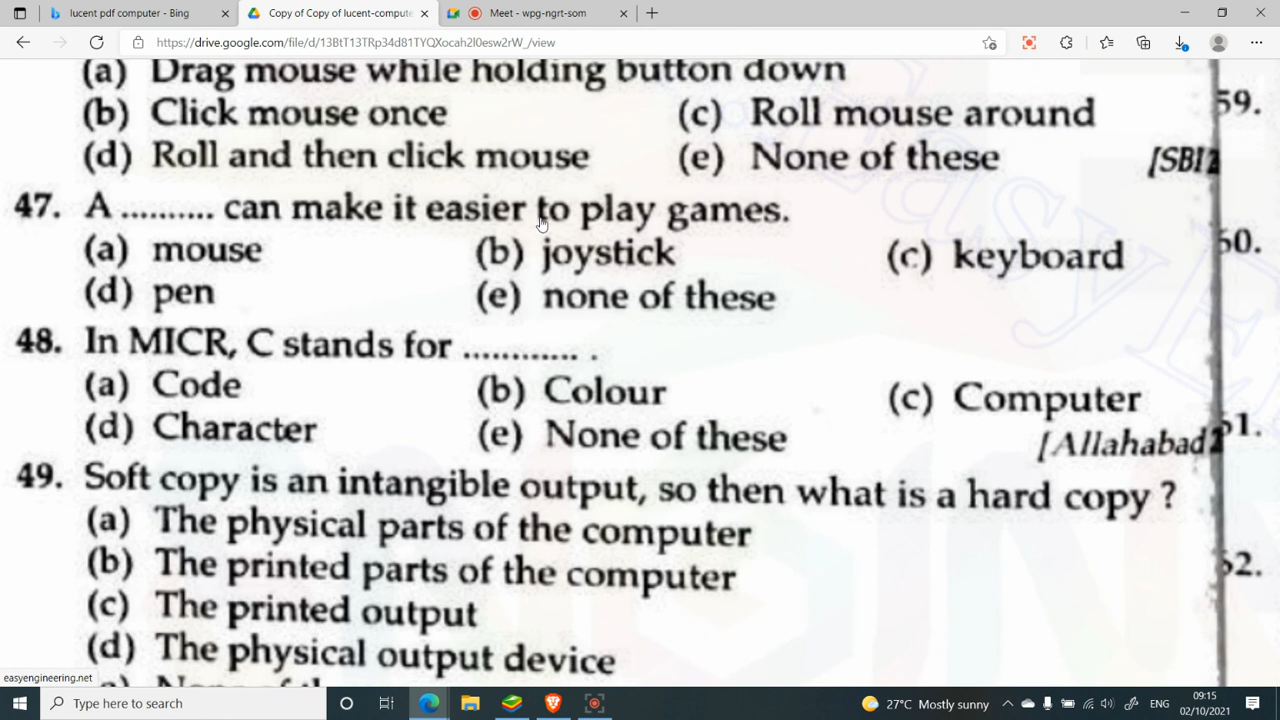 lucent pdf computer - Bing
Copy of Copy of lucent-compute
Meet - wpg-ngrt-som
https://drive.google.com/file/d/13BtT13TRp34d81TYQXocah2l0esw2rW_/view
(a) Drag mouse while holding button down
(b) Click mouse once (c) Roll mouse around
(d) Roll and then click mouse (e) None of these [SBI
47. A .......... can make it easier to play games.
(a) mouse (b) joystick (c) keyboard
(d) pen (e) none of these
48. In MICR, C stands for ............ .
(a) Code (b) Colour (c) Computer
(d) Character (e) None of these
[Allahabad
49. Soft copy is an intangible output, so then what is a hard copy ?
(a) The physical parts of the computer
(b) The printed parts of the computer
(c) The printed output
(d) The physical output device
59.
60.
61.
62.
easyengineering.net
Type here to search
27°C Mostly sunny
ENG
09:15
02/10/2021